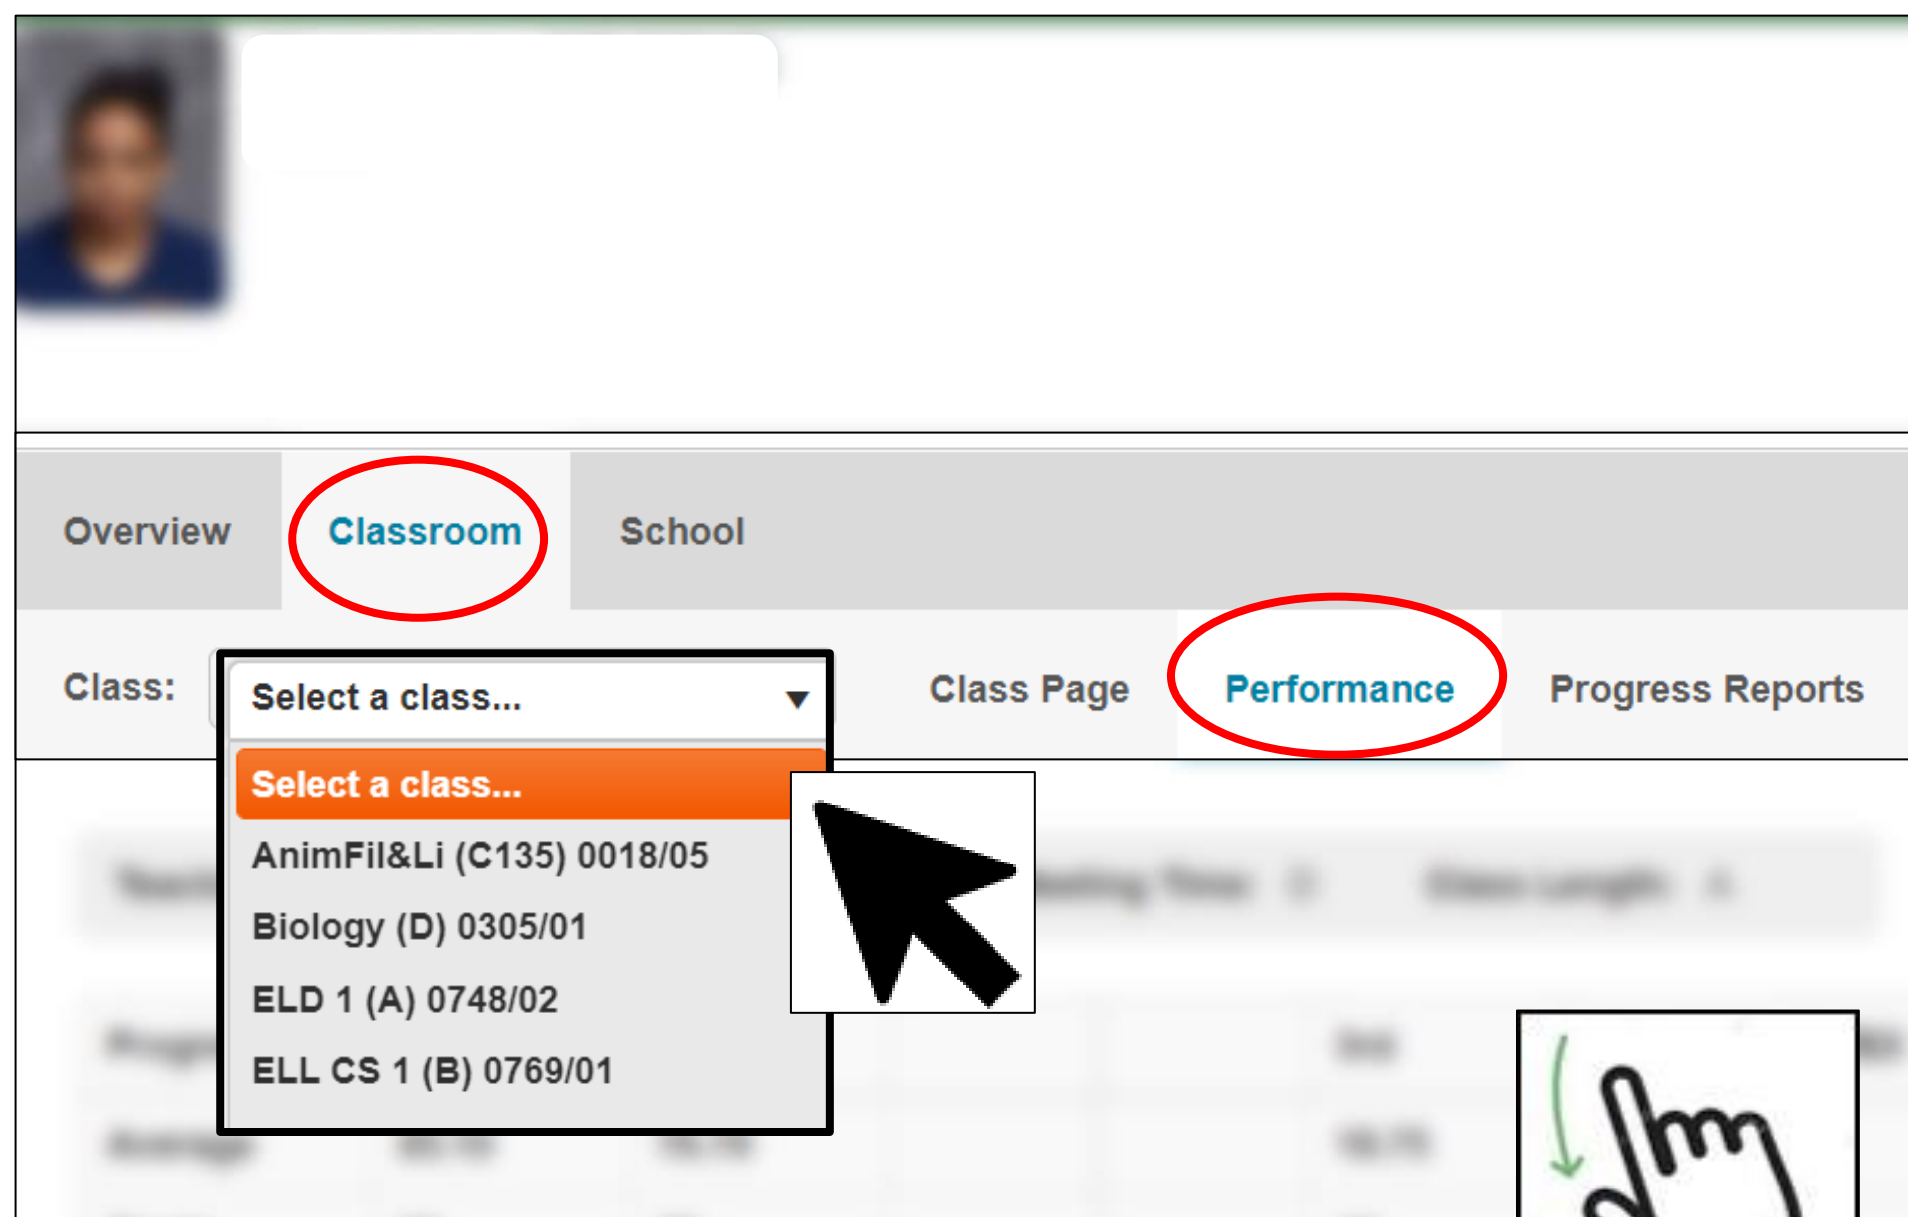 Overview Classroom School
Class: Select a class... ▼ Class Page Performance Progress Reports
Select a class...
AnimFil&Li (C135) 0018/05
Biology (D) 0305/01
ELD 1 (A) 0748/02
ELL CS 1 (B) 0769/01